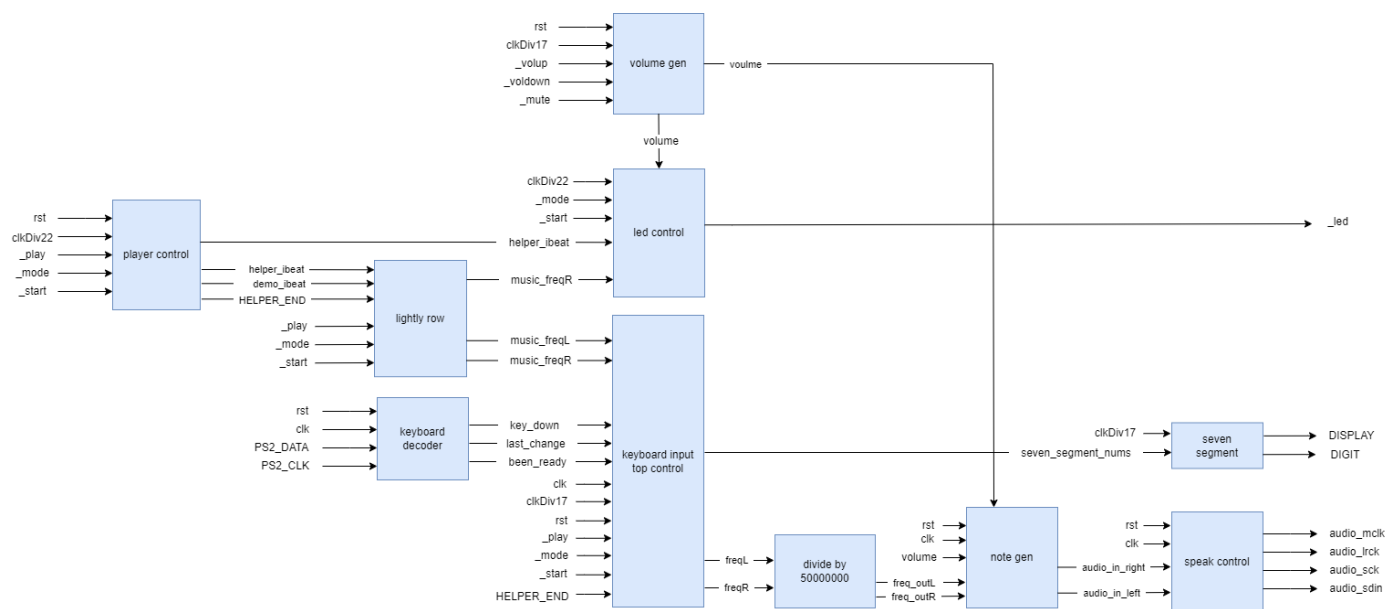 rst
clkDiv17
_volup
_voldown
_mute
volume gen
voulme
volume
clkDiv22
_mode
_start
helper_ibeat
music_freqR
led control
_led
rst
clkDiv22
_play
_mode
_start
player control
helper_ibeat
demo_ibeat
HELPER_END
_play
_mode
_start
lightly row
music_freqL
music_freqR
rst
clk
PS2_DATA
PS2_CLK
keyboard
decoder
key_down
last_change
been_ready
clk
clkDiv17
rst
_play
_mode
_start
HELPER_END
keyboard input
top control
clkDiv17
seven_segment_nums
seven
segment
DISPLAY
DIGIT
freqL
freqR
divide by
50000000
rst
clk
volume
freq_outL
freq_outR
note gen
rst
clk
audio_in_right
audio_in_left
speak control
audio_mclk
audio_lrck
audio_sck
audio_sdin